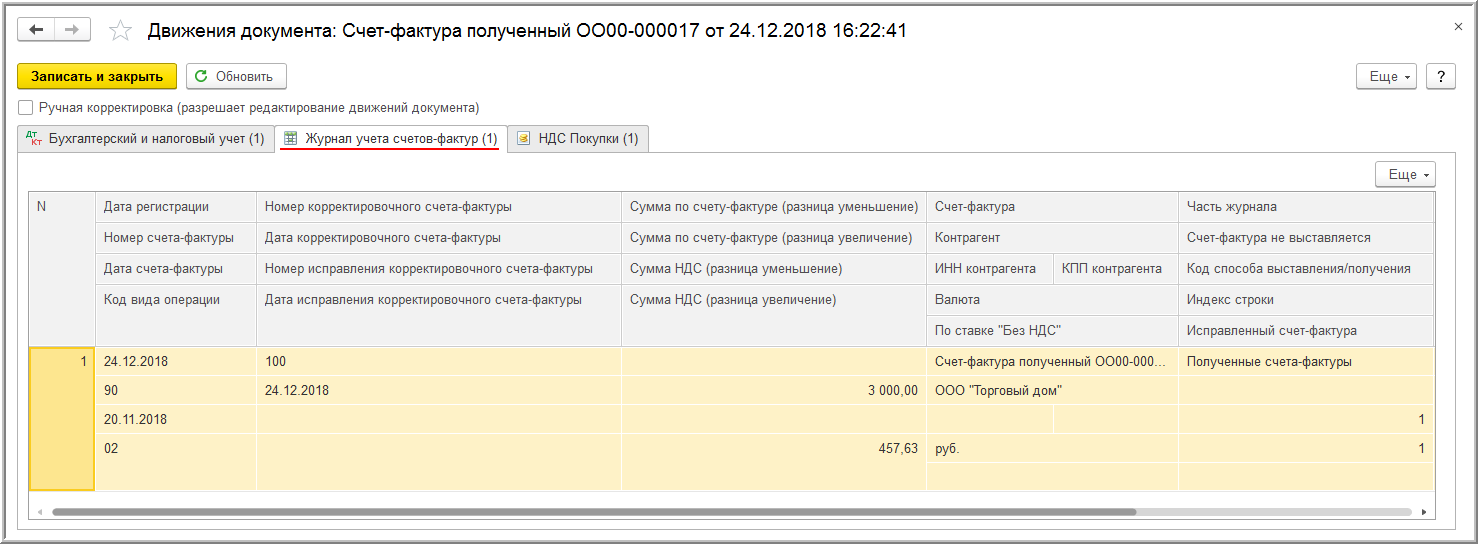 Движения документа: Счет-фактура полученный ОО00-000017 от 24.12.2018 16:22:41
Записать и закрыть Обновить Еще ?
Ручная корректировка (разрешает редактирование движений документа)
Дт Кт Бухгалтерский и налоговый учет (1) Журнал учета счетов-фактур (1) НДС Покупки (1)
Еще
N Дата регистрации Номер корректировочного счета-фактуры Сумма по счету-фактуре (разница уменьшение) Счет-фактура Часть журнала
Номер счета-фактуры Дата корректировочного счета-фактуры Сумма по счету-фактуре (разница увеличение) Контрагент Счет-фактура не выставляется
Дата счета-фактуры Номер исправления корректировочного счета-фактуры Сумма НДС (разница уменьшение) ИНН контрагента КПП контрагента Код способа выставления/получения
Код вида операции Дата исправления корректировочного счета-фактуры Сумма НДС (разница увеличение) Валюта Индекс строки
По ставке "Без НДС" Исправленный счет-фактура
1 24.12.2018 100 Счет-фактура полученный ОО00-000... Полученные счета-фактуры
90 24.12.2018 3 000,00 ООО "Торговый дом"
20.11.2018 1
02 457,63 руб. 1